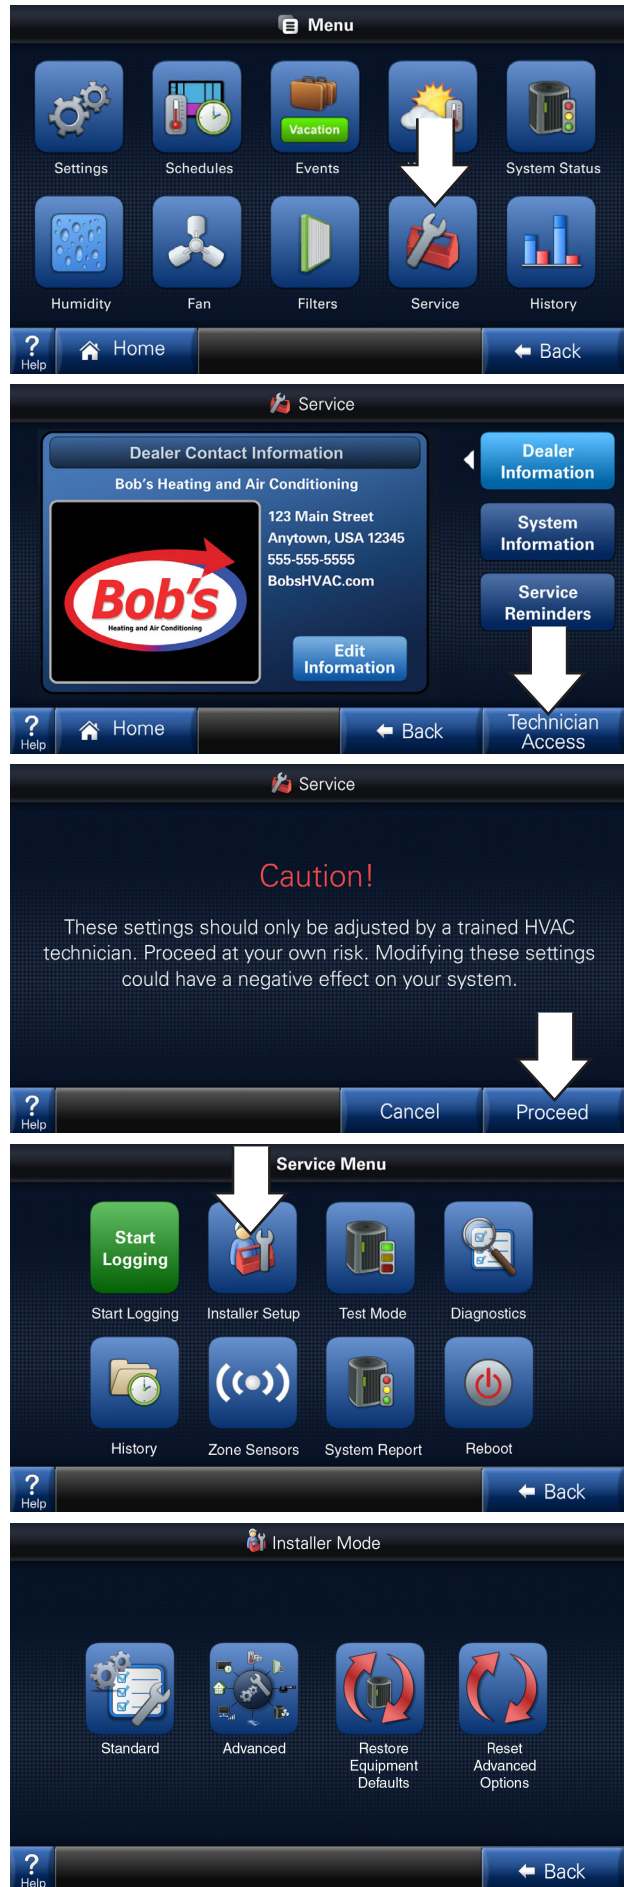 Menu
Vacation
Settings
Schedules
Events
System Status
Humidity
Fan
Filters
Service
History
?
Help
Home
Back
Service
Dealer Contact Information
Bob's Heating and Air Conditioning
123 Main Street
Anytown, USA 12345
555-555-5555
BobsHVAC.com
Bob's
Heating and Air Conditioning
Edit
Information
Dealer
Information
System
Information
Service
Reminders
?
Help
Home
Back
Technician
Access
Service
Caution!
These settings should only be adjusted by a trained HVAC
technician. Proceed at your own risk. Modifying these settings
could have a negative effect on your system.
?
Help
Cancel
Proceed
Service Menu
Start
Logging
Start Logging
Installer Setup
Test Mode
Diagnostics
History
Zone Sensors
System Report
Reboot
?
Help
Back
Installer Mode
Standard
Advanced
Restore
Equipment
Defaults
Reset
Advanced
Options
?
Help
Back